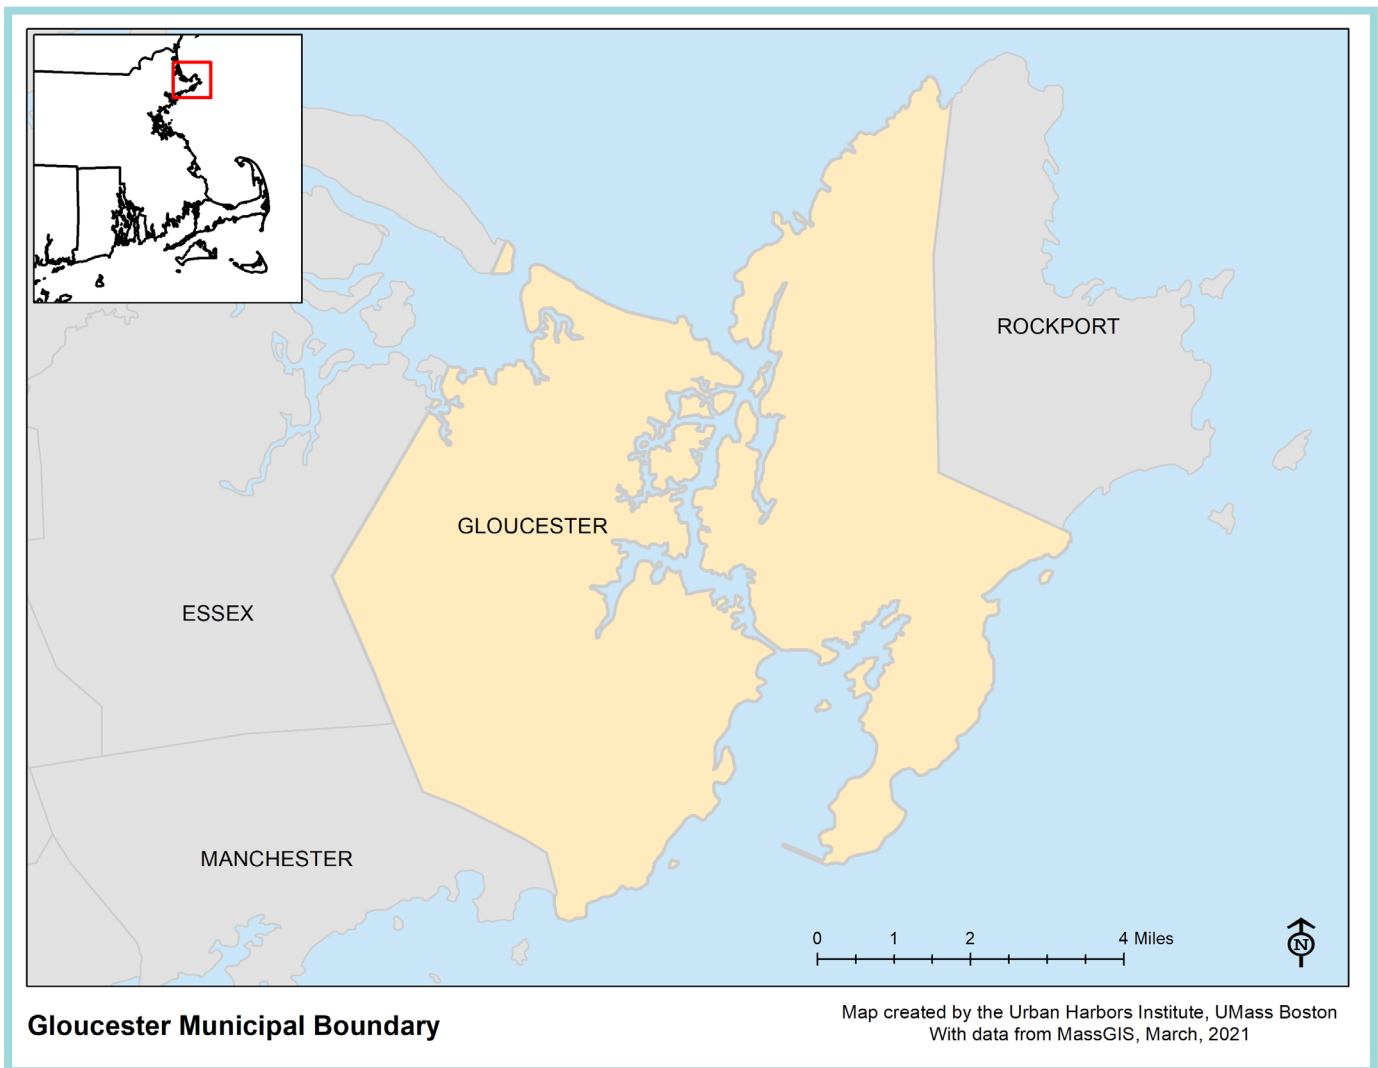 ROCKPORT
GLOUCESTER
ESSEX
MANCHESTER
0 1 2 4 Miles
N
Gloucester Municipal Boundary
Map created by the Urban Harbors Institute, UMass Boston
With data from MassGIS, March, 2021